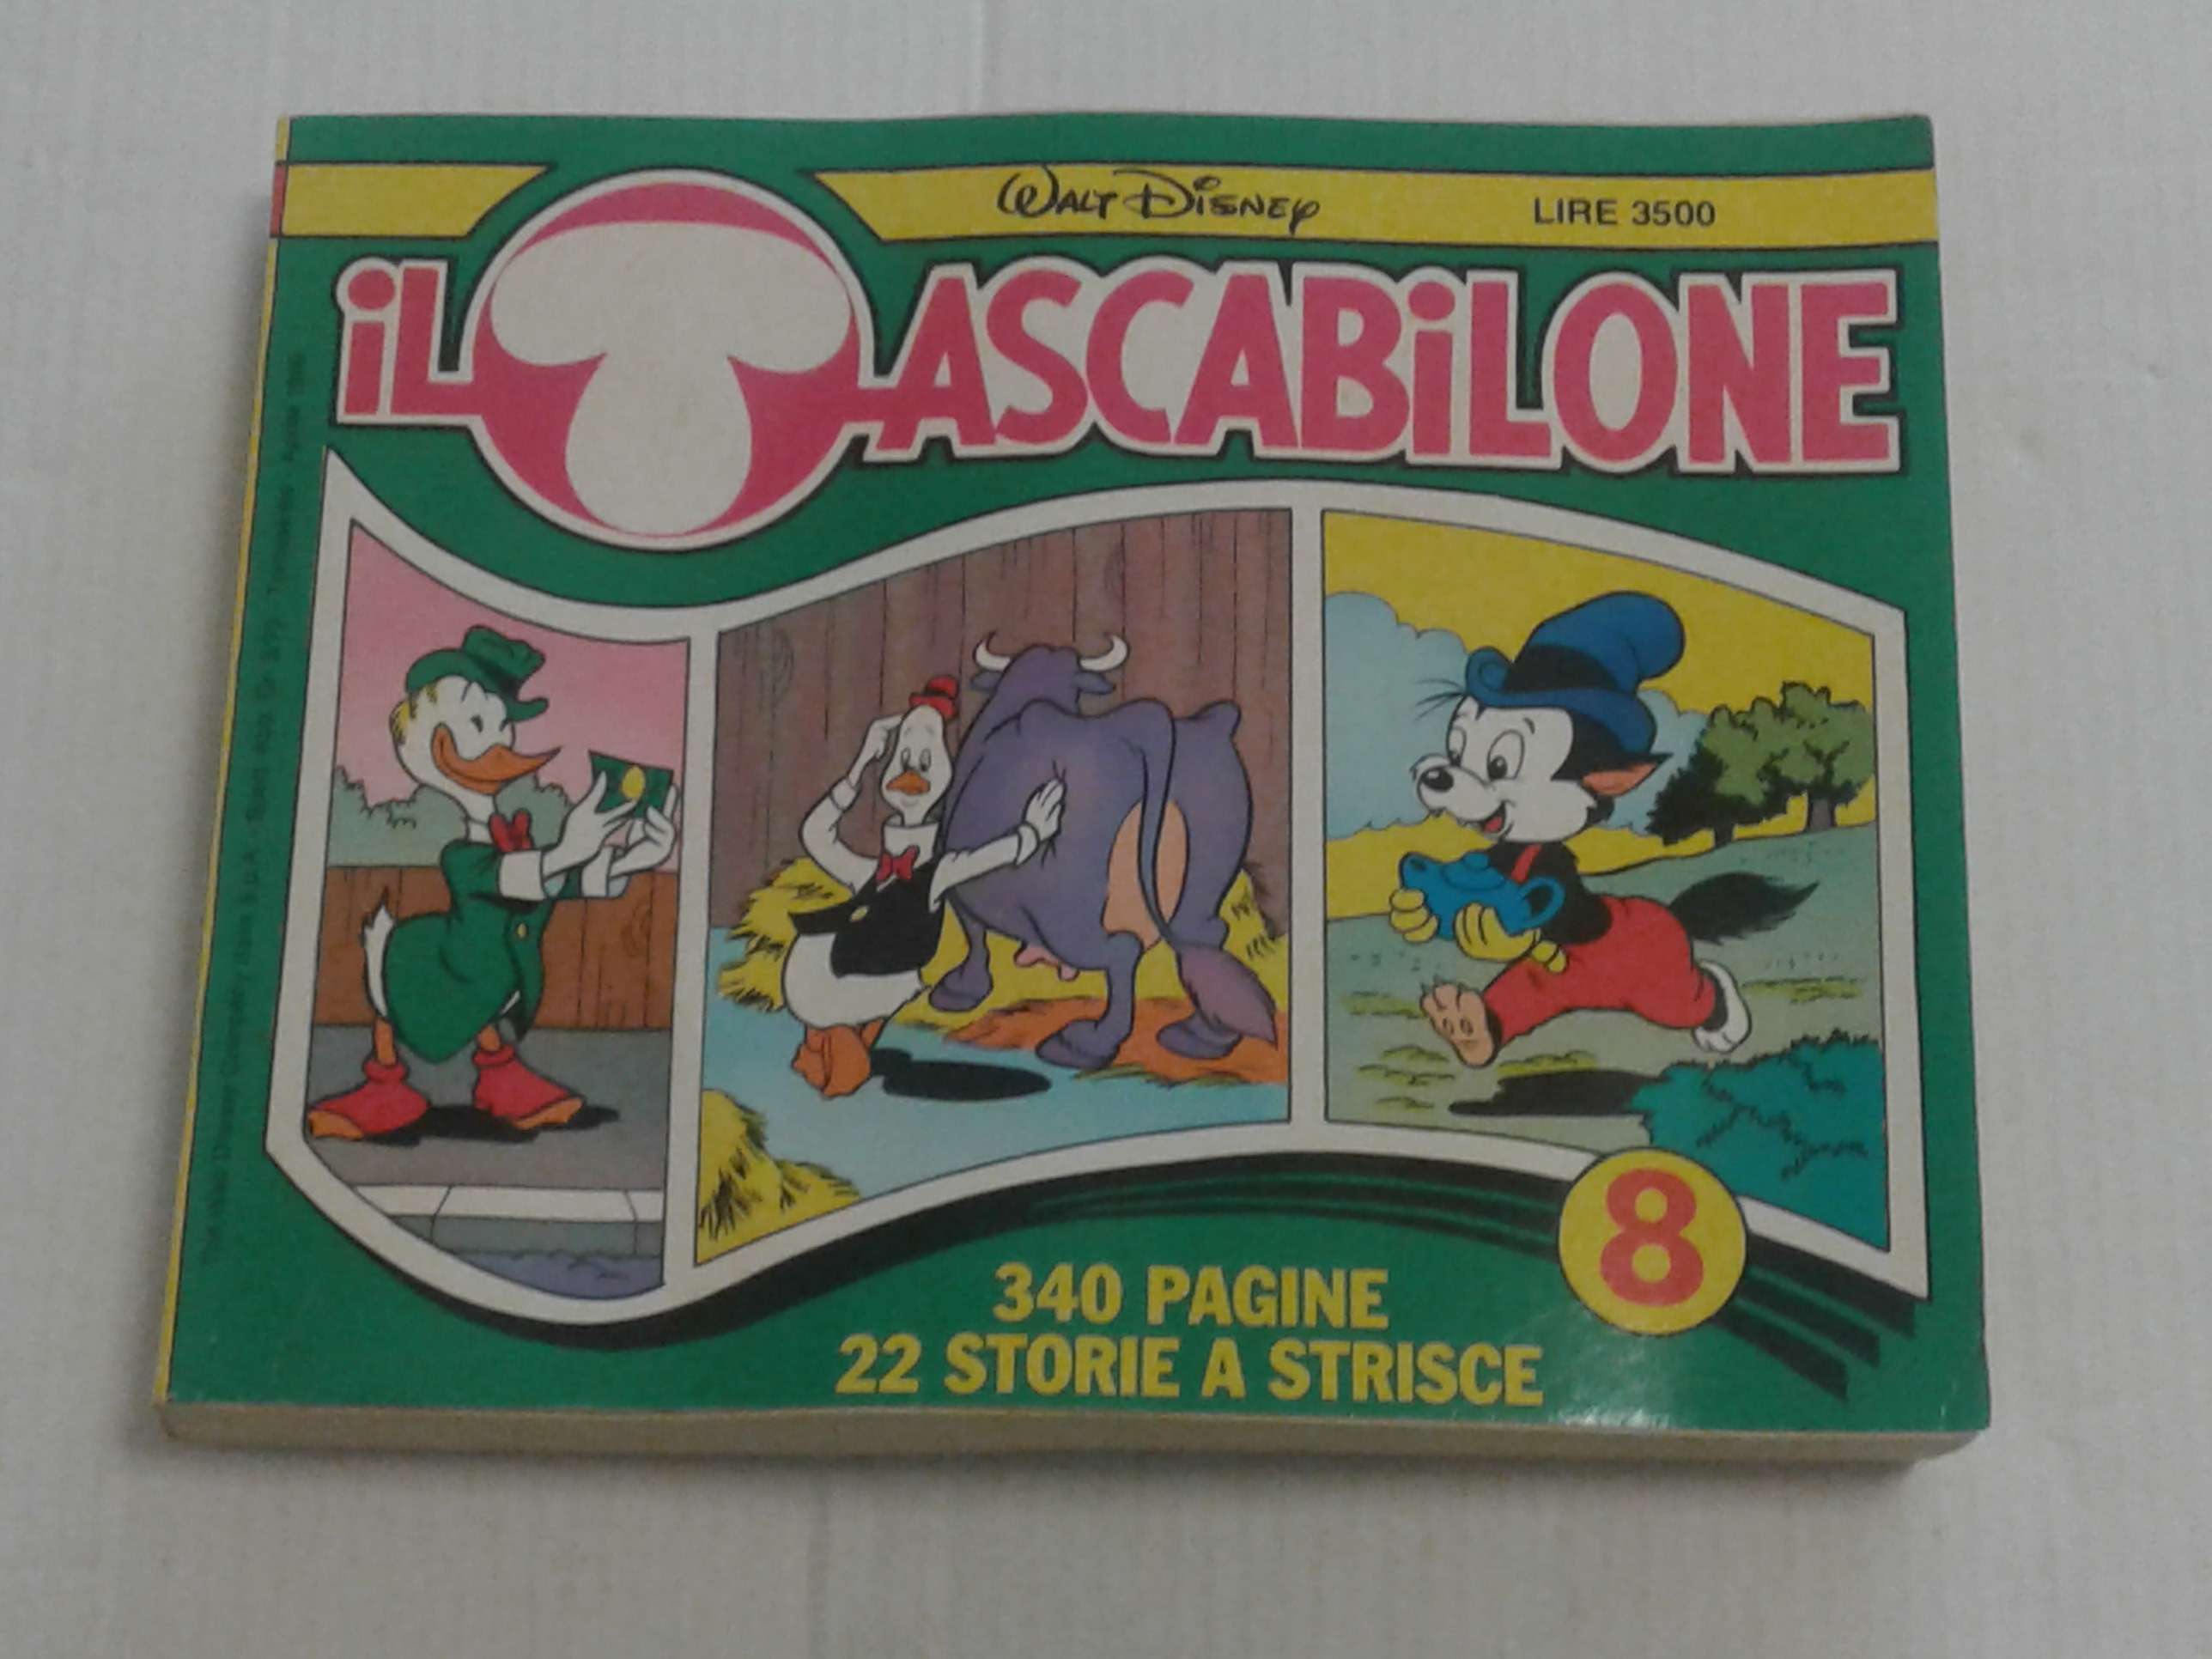 WALT DISNEY
LIRE 3500
iL TASCABiLONE
8
340 PAGINE
22 STORIE A STRISCE